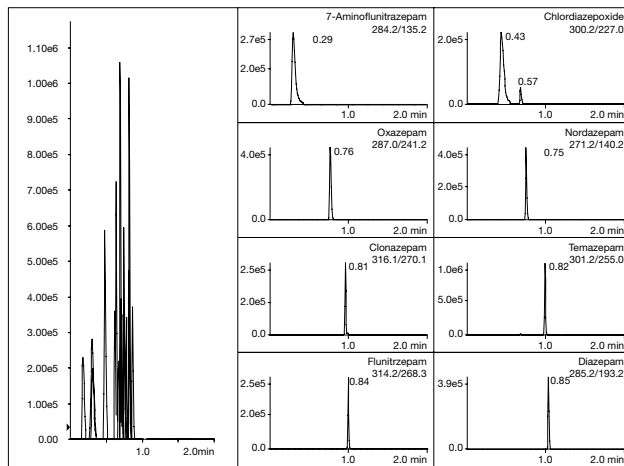 1.10e6
1.00e6
9.00e5
8.00e5
7.00e5
6.00e5
5.00e5
4.00e5
3.00e5
2.00e5
1.00e5
0.00
1.0
2.0min
7-Aminoflunitrazepam
284.2/135.2
2.7e5
2.0e5
0.0
0.29
1.0
2.0 min
Chlordiazepoxide
300.2/227.0
2.0e5
0.0
0.43
0.57
1.0
2.0 min
Oxazepam
287.0/241.2
4.0e5
0.0
0.76
1.0
2.0 min
Nordazepam
271.2/140.2
4.0e5
0.0
0.75
1.0
2.0 min
Clonazepam
316.1/270.1
2.5e5
0.0
0.81
1.0
2.0 min
Temazepam
301.2/255.0
1.0e6
5.0e5
0.0
0.82
1.0
2.0 min
Flunitrzepam
314.2/268.3
2.0e5
0.0
0.84
1.0
2.0 min
Diazepam
285.2/193.2
3.9e5
0.0
0.85
1.0
2.0 min